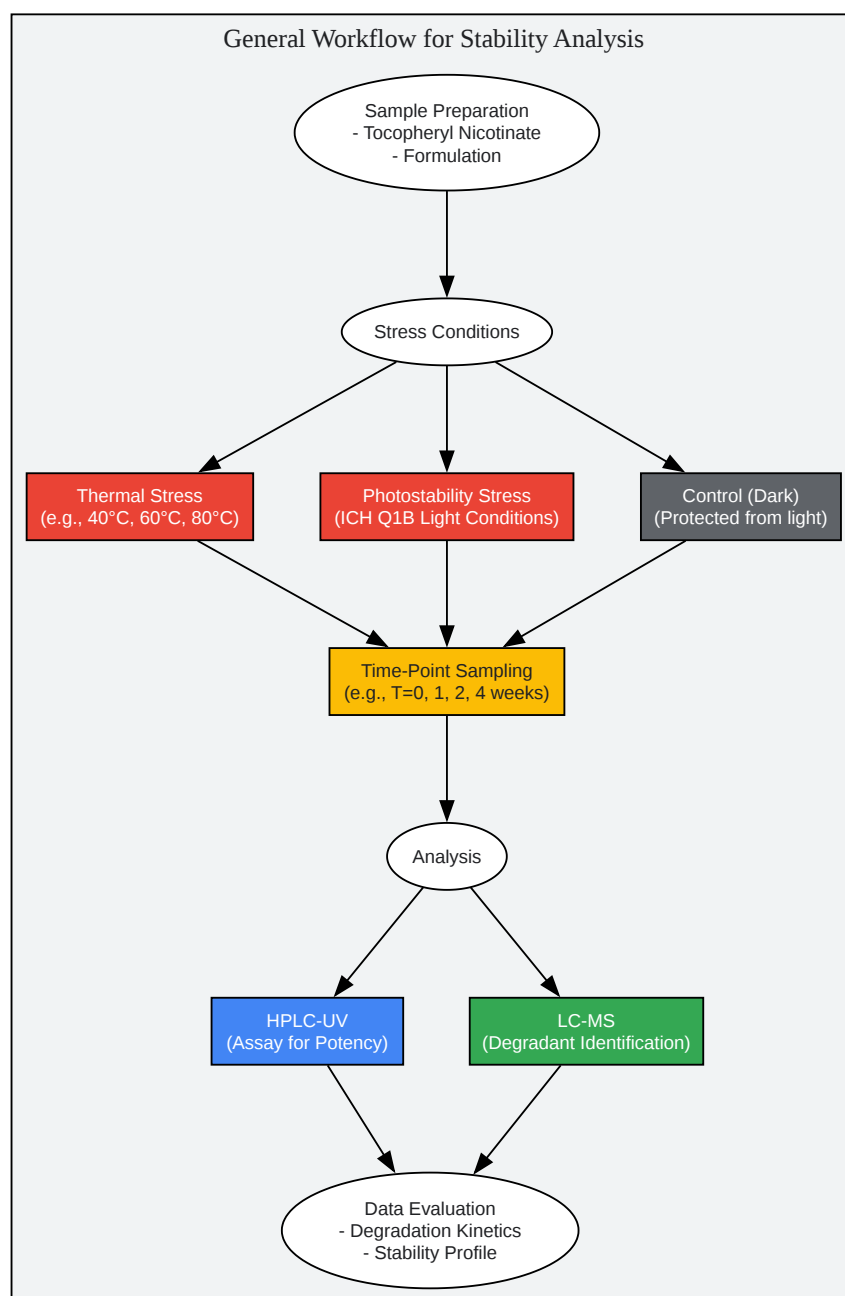 General Workflow for Stability Analysis
Sample Preparation
- Tocopheryl Nicotinate
- Formulation
Stress Conditions
Thermal Stress
(e.g., 40°C, 60°C, 80°C)
Photostability Stress
(ICH Q1B Light Conditions)
Control (Dark)
(Protected from light)
Time-Point Sampling
(e.g., T=0, 1, 2, 4 weeks)
Analysis
HPLC-UV
(Assay for Potency)
LC-MS
(Degradant Identification)
Data Evaluation
- Degradation Kinetics
- Stability Profile